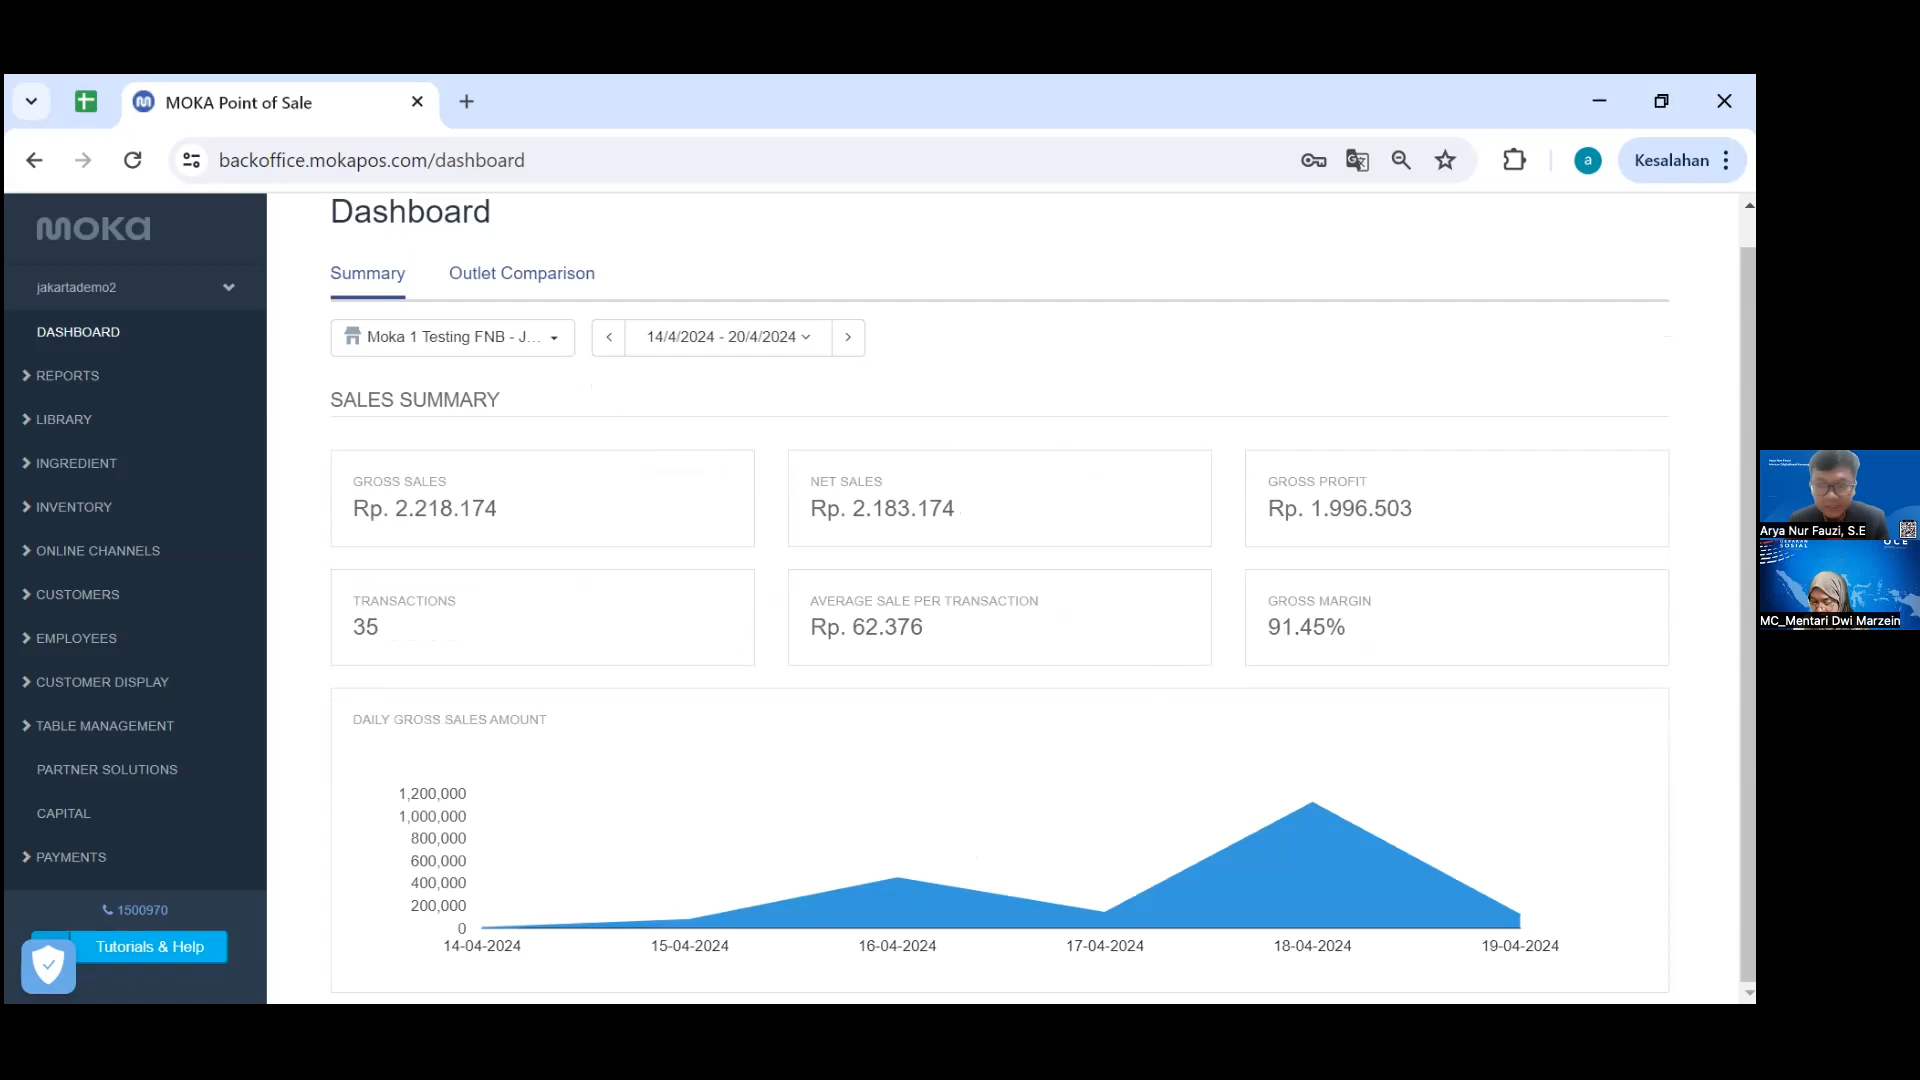 MOKA Point of Sale
backoffice.mokapos.com/dashboard
a
Kesalahan
MOKA
jakartademo2
DASHBOARD
REPORTS
LIBRARY
INGREDIENT
INVENTORY
ONLINE CHANNELS
CUSTOMERS
EMPLOYEES
CUSTOMER DISPLAY
TABLE MANAGEMENT
PARTNER SOLUTIONS
CAPITAL
PAYMENTS
1500970
Tutorials & Help
Dashboard
Summary Outlet Comparison
Moka 1 Testing FNB - J... 14/4/2024 - 20/4/2024
SALES SUMMARY
GROSS SALES
Rp. 2.218.174
NET SALES
Rp. 2.183.174
GROSS PROFIT
Rp. 1.996.503
TRANSACTIONS
35
AVERAGE SALE PER TRANSACTION
Rp. 62.376
GROSS MARGIN
91.45%
DAILY GROSS SALES AMOUNT
1,200,000
1,000,000
800,000
600,000
400,000
200,000
0
14-04-2024 15-04-2024 16-04-2024 17-04-2024 18-04-2024 19-04-2024
Arya Nur Fauzi, S.E
SOSIAL
UCE
MC_Mentari Dwi Marzein